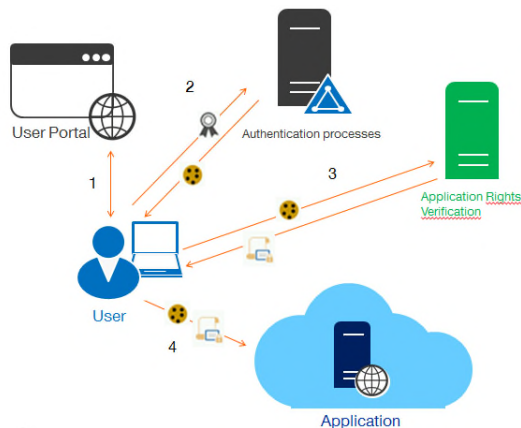 User Portal
2
Authentication processes
3
Application Rights
Verification
1
User
4
Application